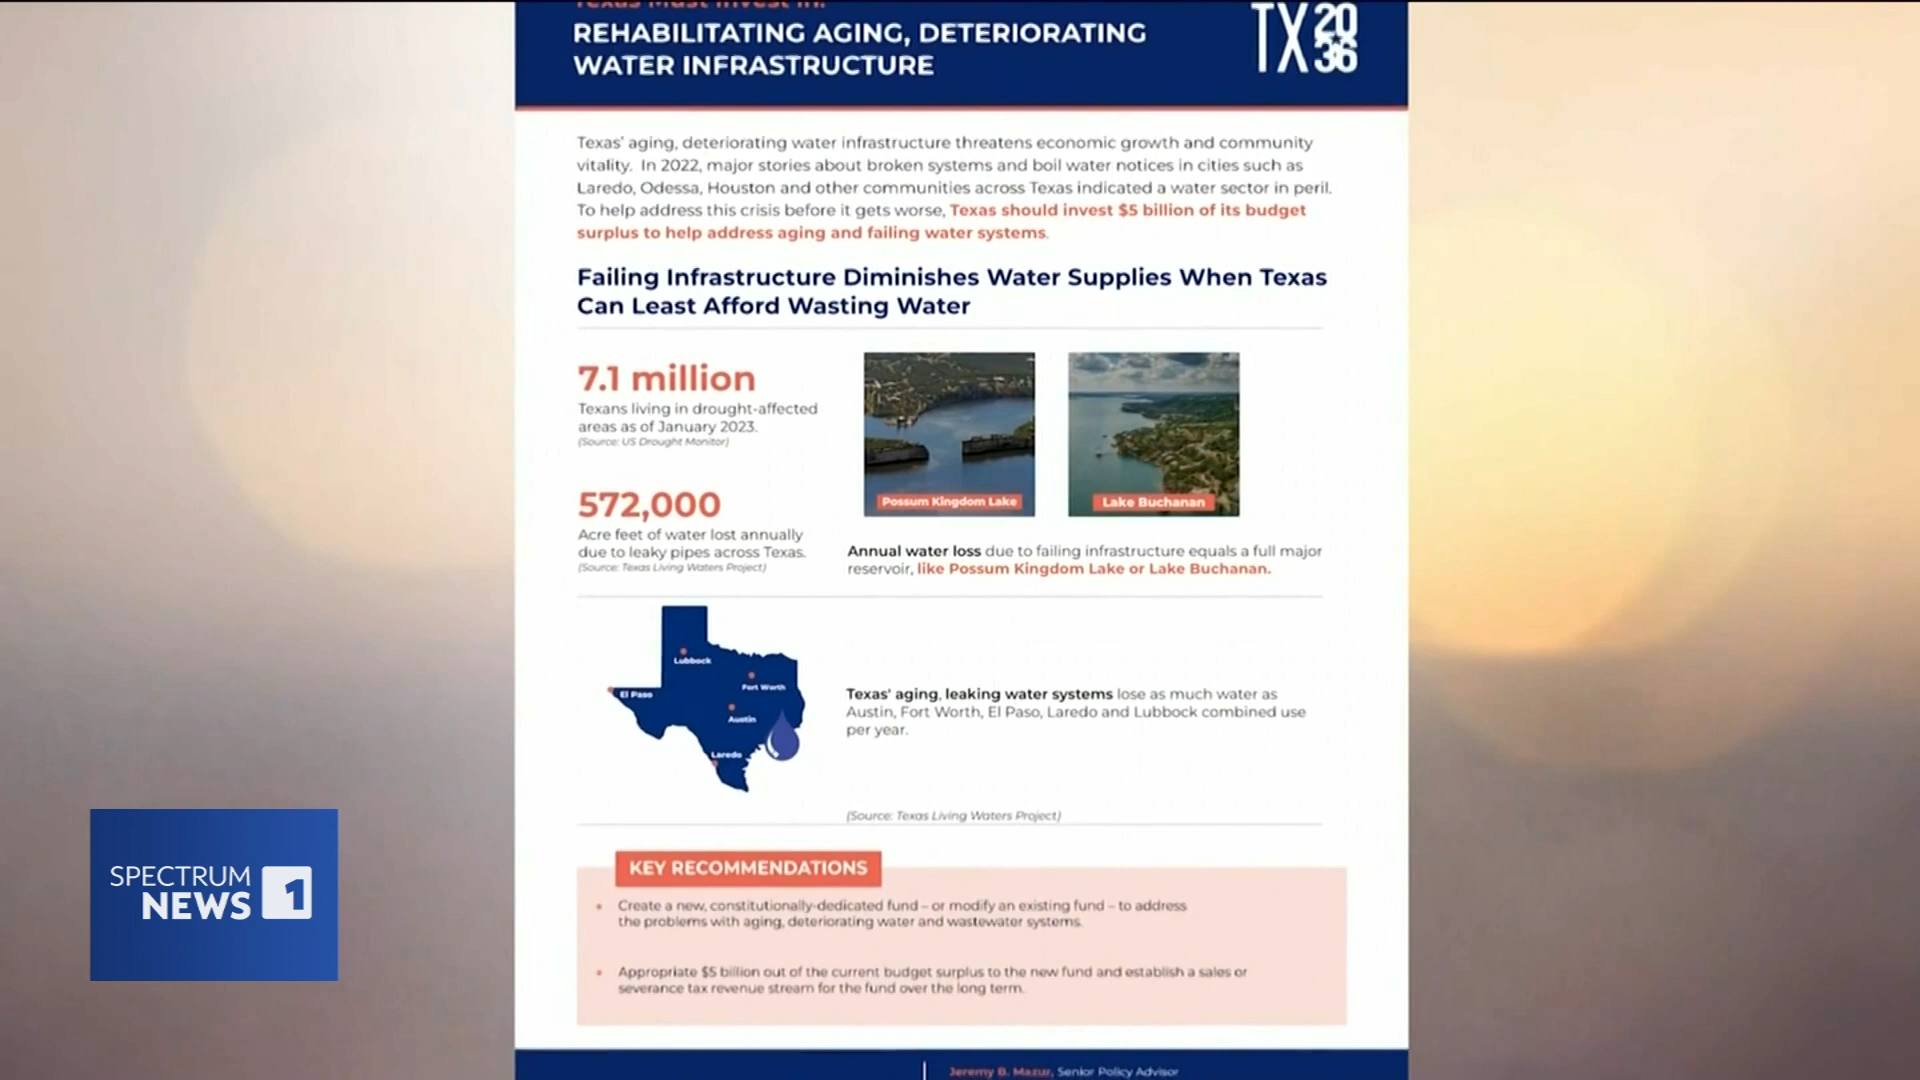 Texas Must Invest In:
REHABILITATING AGING, DETERIORATING
WATER INFRASTRUCTURE
TX 2036
Texas' aging, deteriorating water infrastructure threatens economic growth and community
vitality. In 2022, major stories about broken systems and boil water notices in cities such as
Laredo, Odessa, Houston and other communities across Texas indicated a water sector in peril.
To help address this crisis before it gets worse, Texas should invest $5 billion of its budget
surplus to help address aging and failing water systems.
Failing Infrastructure Diminishes Water Supplies When Texas
Can Least Afford Wasting Water
7.1 million
Texans living in drought-affected
areas as of January 2023.
(Source: US Drought Monitor)
572,000
Acre feet of water lost annually
due to leaky pipes across Texas.
(Source: Texas Living Waters Project)
Possum Kingdom Lake
Lake Buchanan
Annual water loss due to failing infrastructure equals a full major
reservoir, like Possum Kingdom Lake or Lake Buchanan.
Lubbock
El Paso
Fort Worth
Austin
Laredo
Texas' aging, leaking water systems lose as much water as
Austin, Fort Worth, El Paso, Laredo and Lubbock combined use
per year.
(Source: Texas Living Waters Project)
KEY RECOMMENDATIONS
• Create a new, constitutionally-dedicated fund – or modify an existing fund – to address
the problems with aging, deteriorating water and wastewater systems.
• Appropriate $5 billion out of the current budget surplus to the new fund and establish a sales or
severance tax revenue stream for the fund over the long term.
Jeremy B. Mazur, Senior Policy Advisor
SPECTRUM
NEWS 1